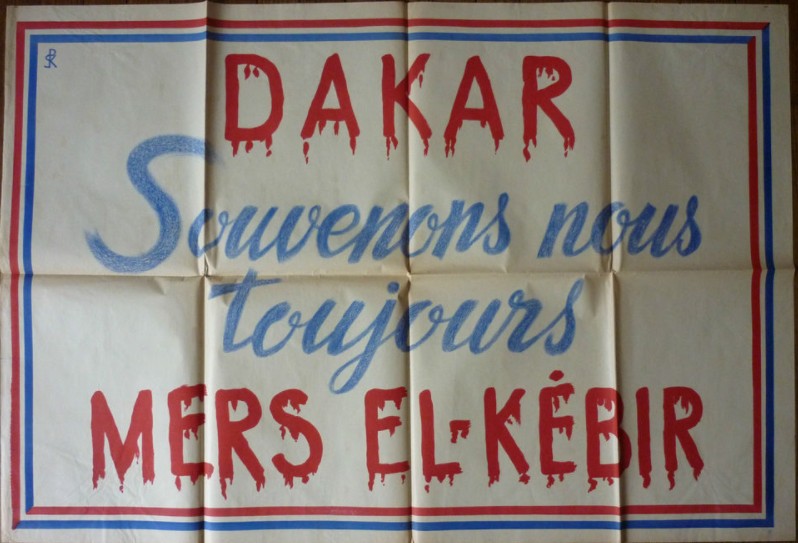 DAKAR
Souvenons nous
toujours
MERS EL-KÉBIR